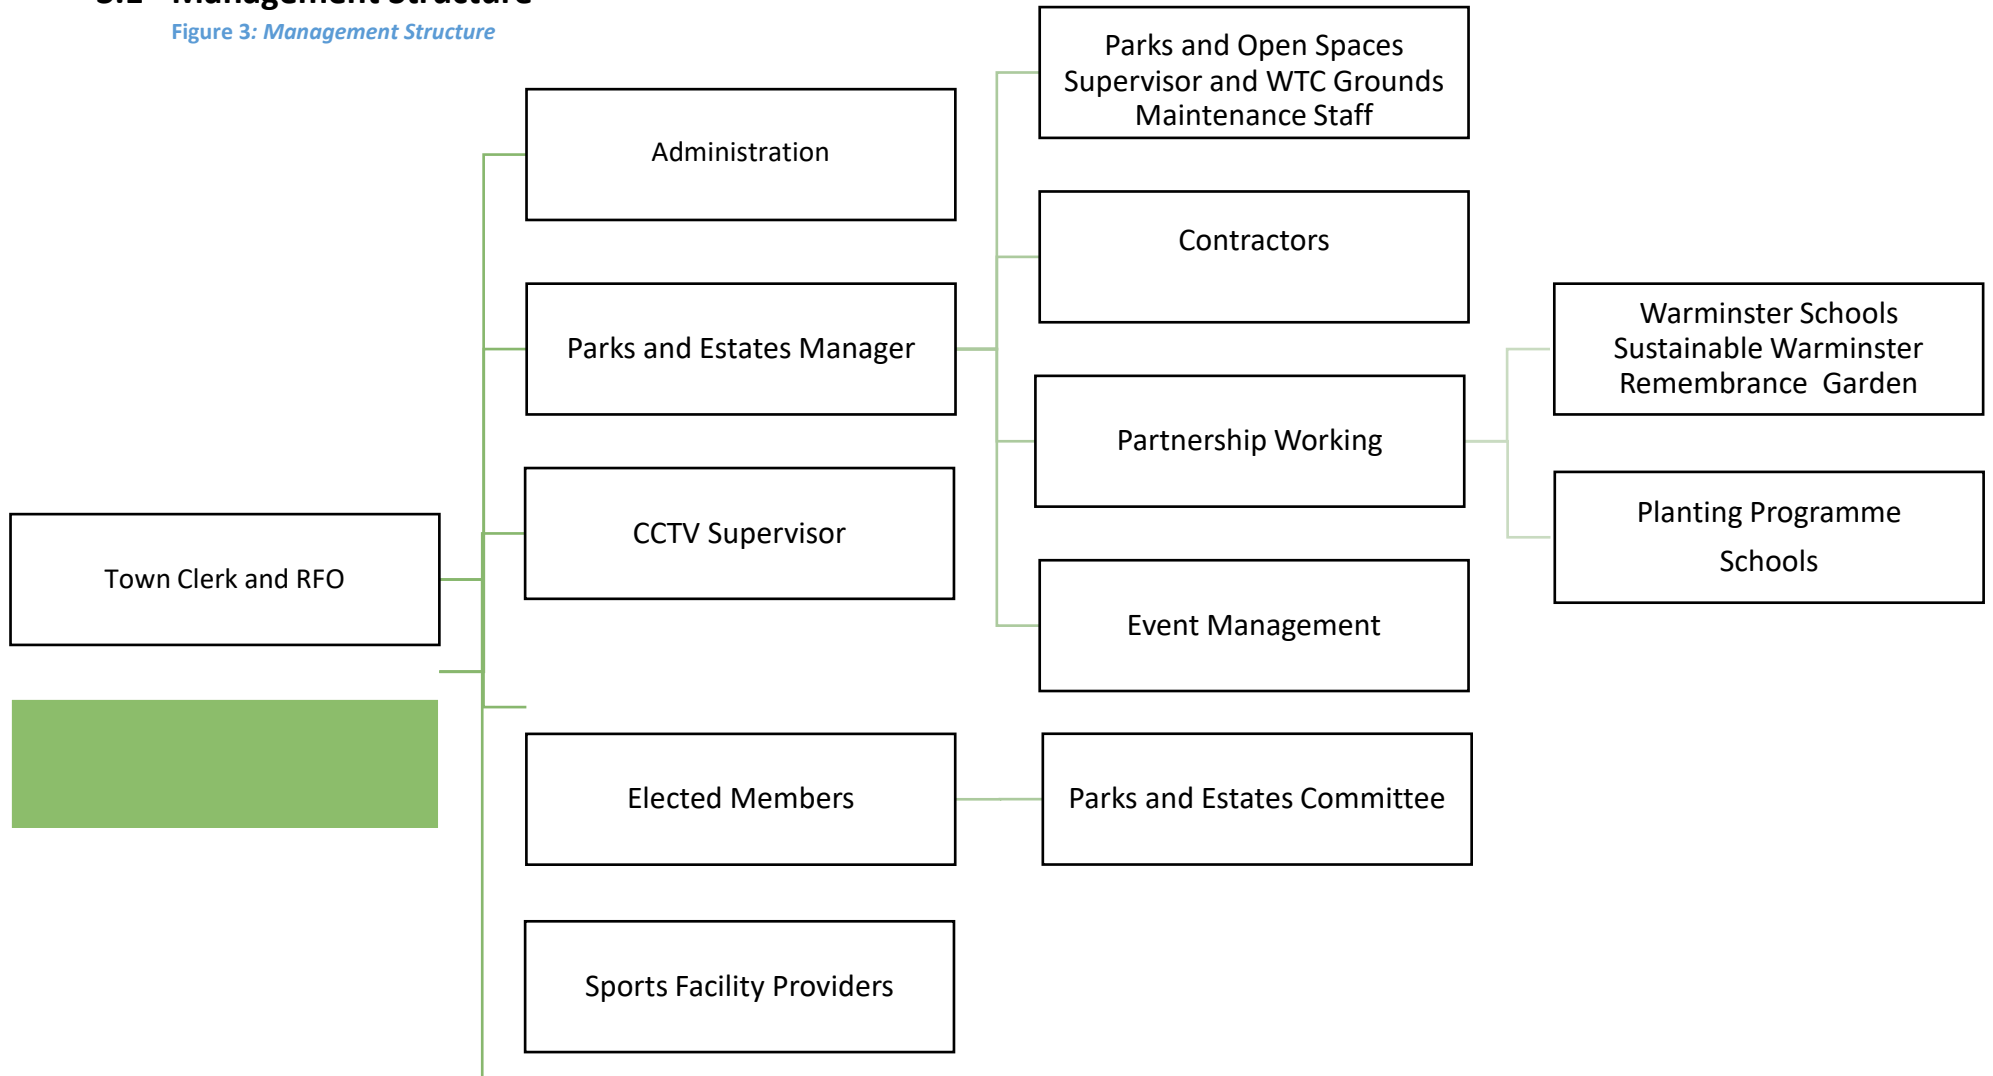 Management Structure
Figure 3: Management Structure
Parks and Open Spaces
Supervisor and WTC Grounds
Maintenance Staff
Administration
Contractors
Parks and Estates Manager
Warminster Schools
Sustainable Warminster
Remembrance  Garden
Partnership Working
CCTV Supervisor
Planting Programme
Schools
Town Clerk and RFO
Event Management
Elected Members
Parks and Estates Committee
Sports Facility Providers